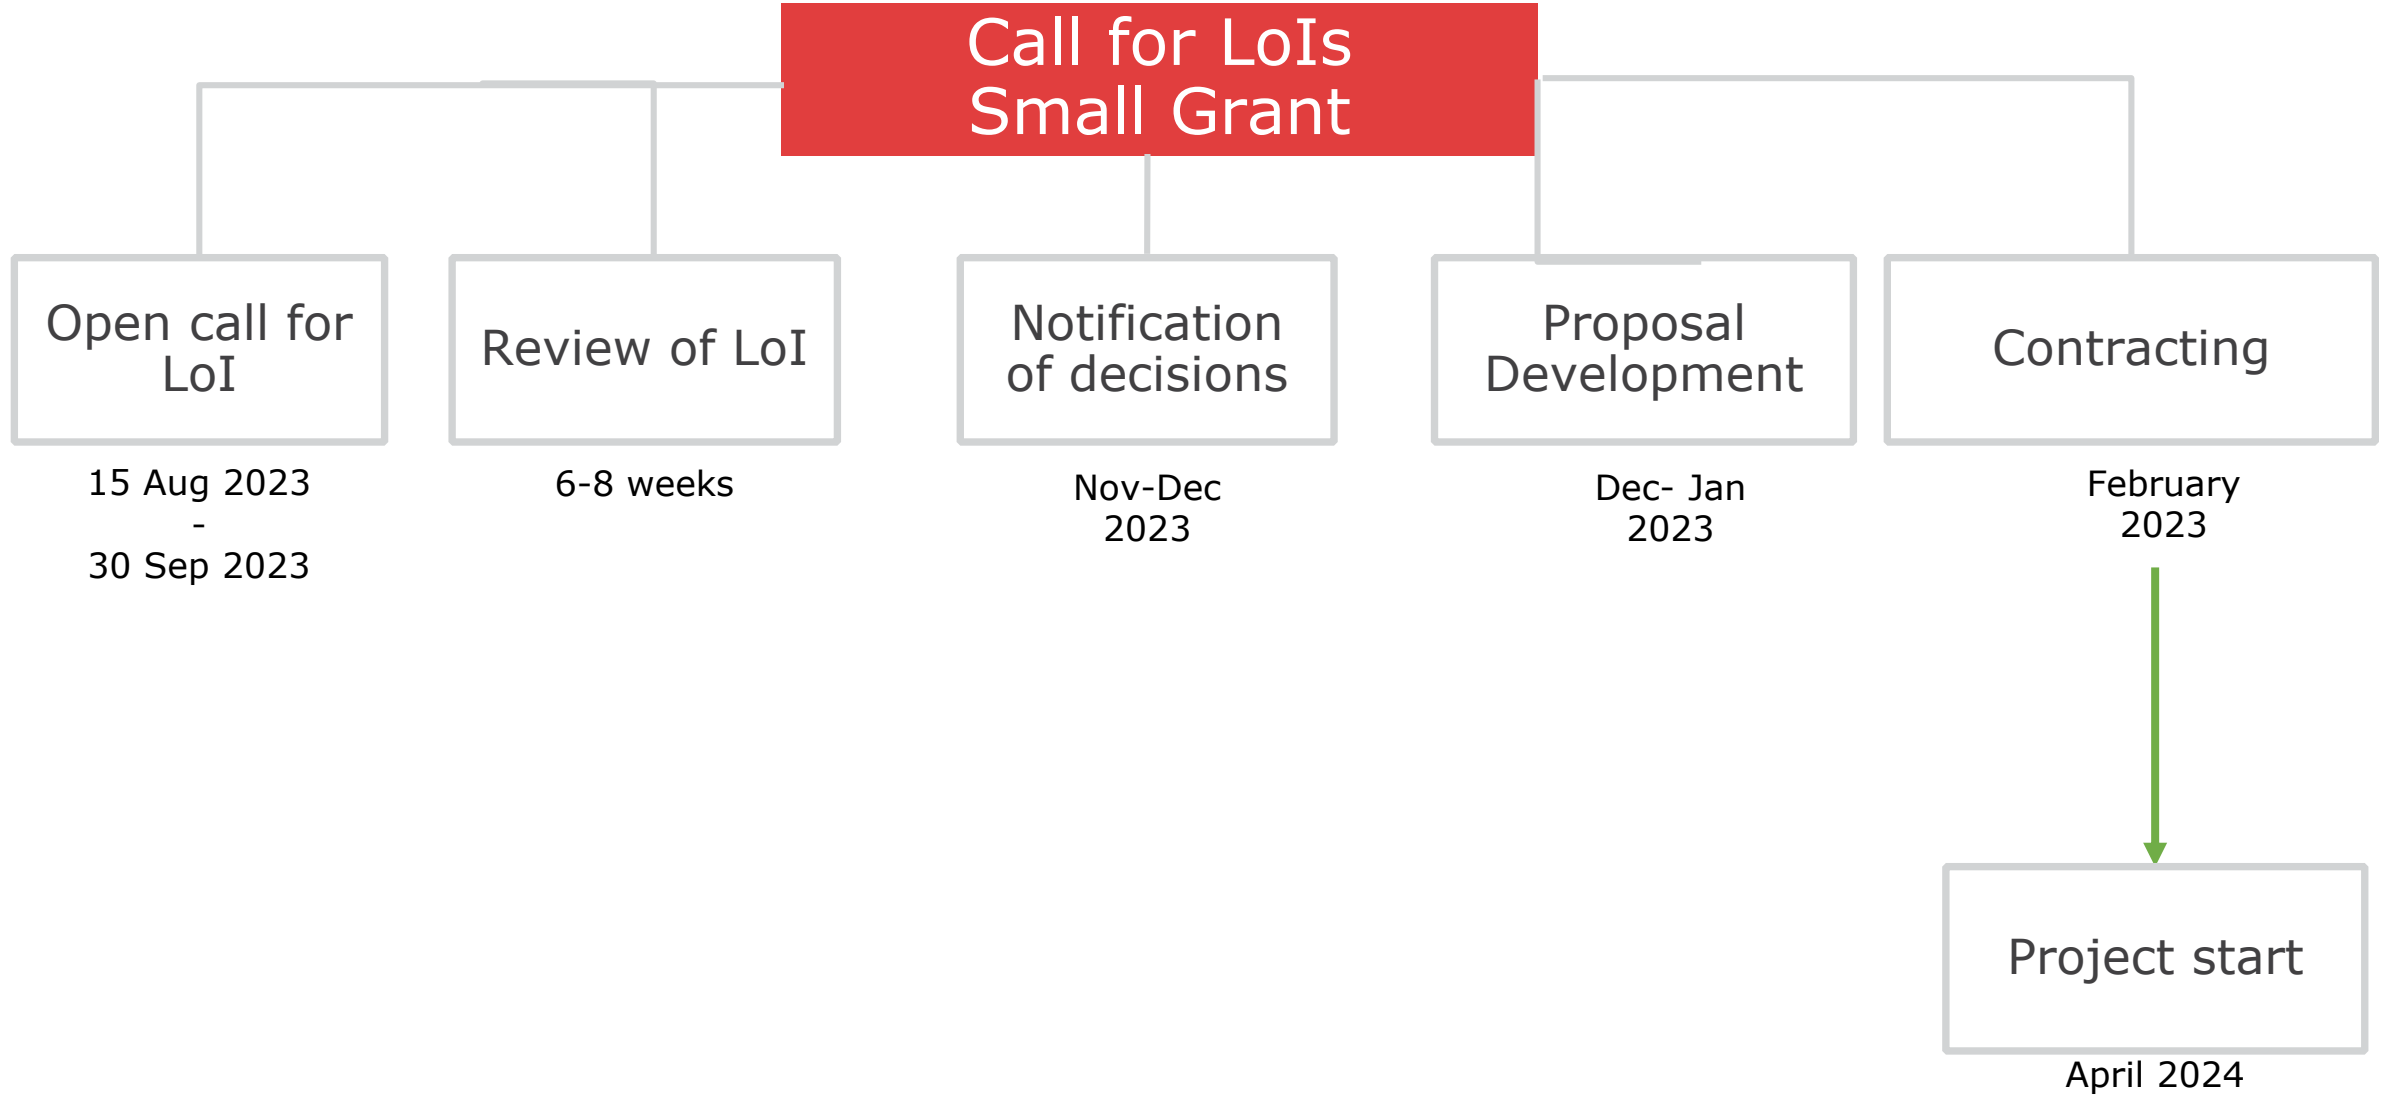 Call for LoIs
Small Grant
Open call for
LoI
15 Aug 2023
-
30 Sep 2023
Review of LoI
6-8 weeks
Notification
of decisions
Nov-Dec
2023
Proposal
Development
Dec- Jan
2023
Contracting
February
2023
Project start
April 2024